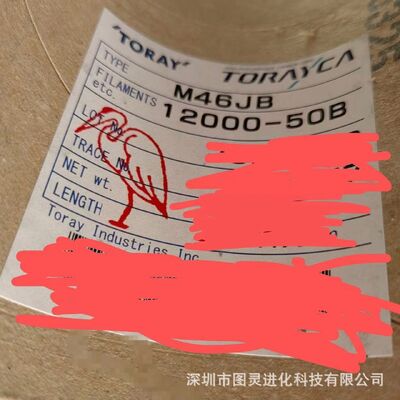 "TORAY" TORAYCA
TYPE M46JB
FILAMENTS etc. 12000-50B
LOT No.
TRACE
NET wt.
LENGTH
Toray Industries, Inc.
深圳市图灵进化科技有限公司